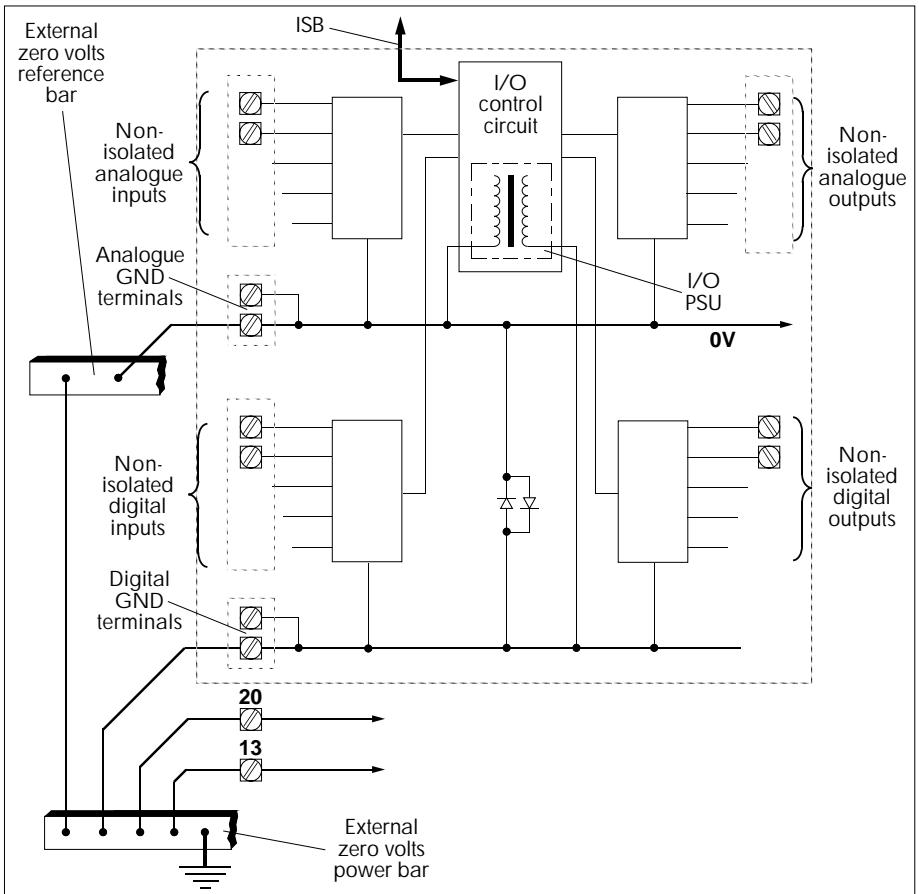 External
zero volts
reference
bar
ISB
I/O
control
circuit
Non-
isolated
analogue
inputs
Non-
isolated
analogue
outputs
Analogue
GND
terminals
I/O
PSU
0V
Non-
isolated
digital
inputs
Non-
isolated
digital
outputs
Digital
GND
terminals
20
13
External
zero volts
power bar